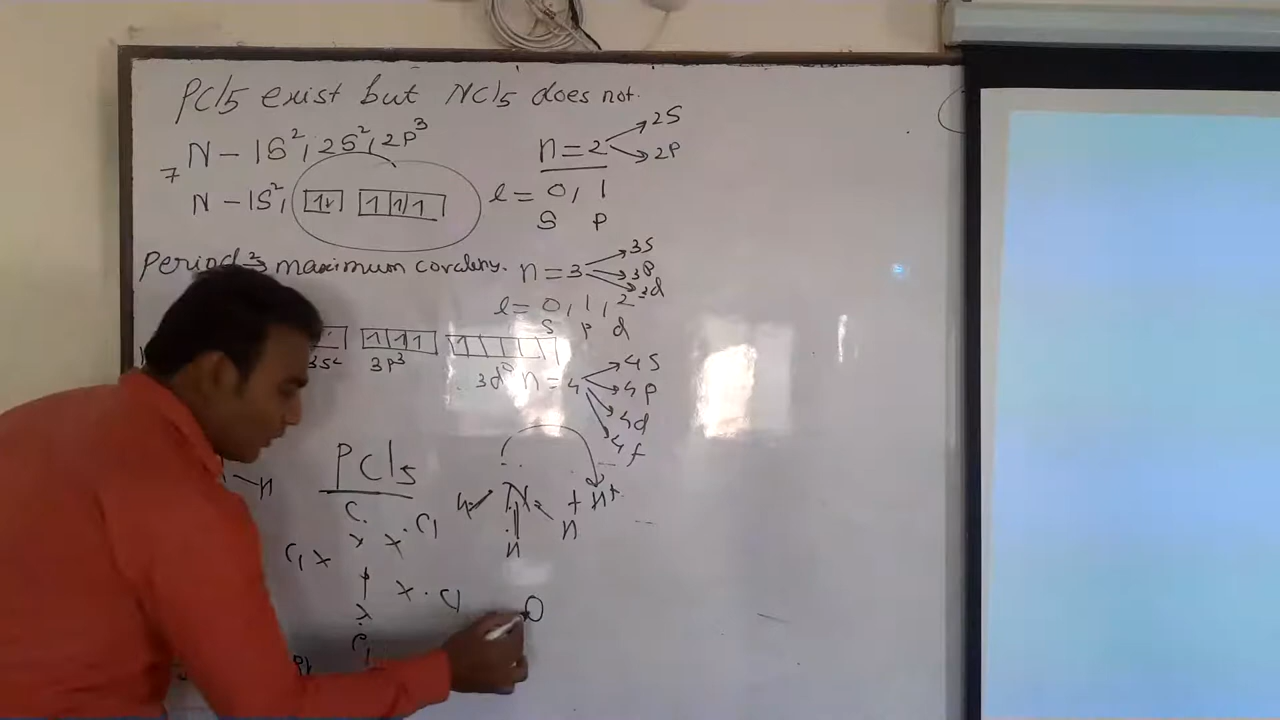 PCl5 exist but NCl5 does not.
7 N – 1S², 2S², 2P³
N – 1S²,
n = 2
2S
2P
l = 0, 1
S P
Period 2 → maximum covalency.
n = 3
3S
3P
3d
l = 0, 1, 2
S P d
3S² 3P³ 3d⁰
n = 4
4S
4P
4d
4f
PCl5
N + H⁺
H
H
H
Cl
Cl
P
Cl